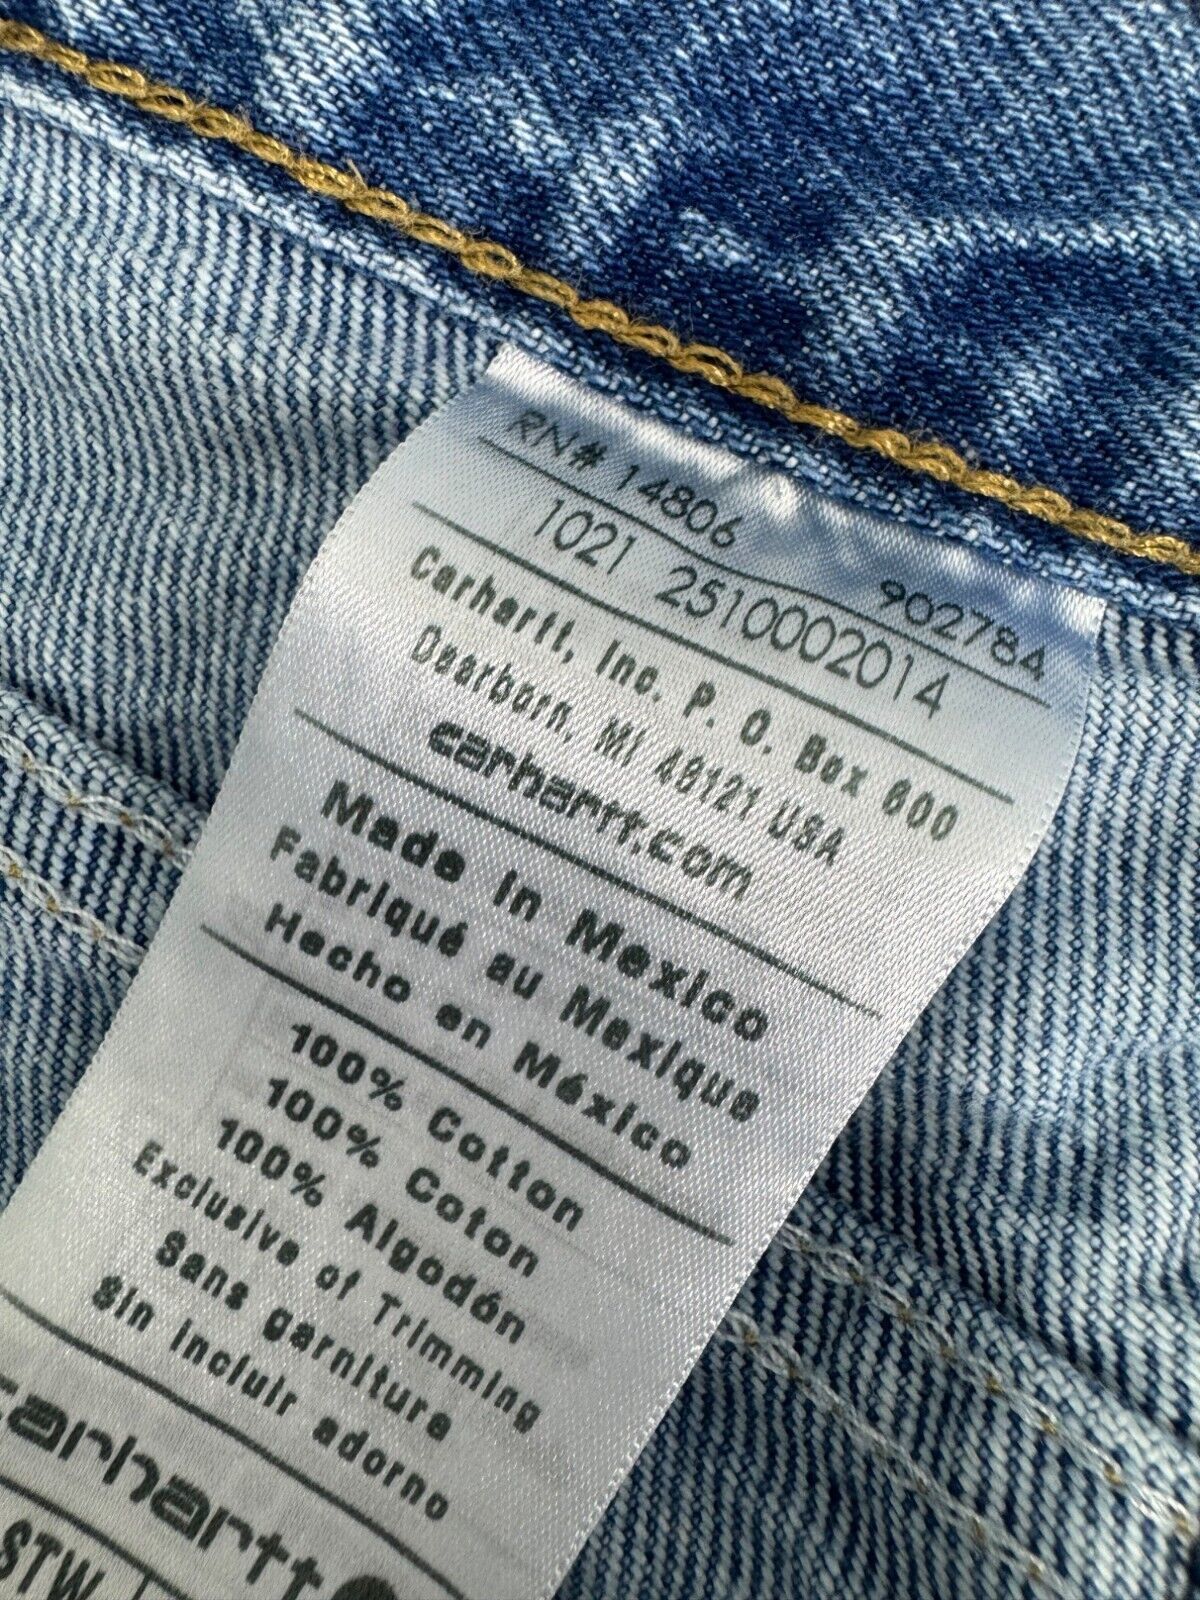 RN# 14806 902784
1021 2510002014
Carhartt, Inc. P. O. Box 600
Dearborn, MI 48121 USA
carhartt.com
Made in Mexico
Fabriqué au Mexique
Hecho en México
100% Cotton
100% Coton
100% Algodón
Exclusive of Trimming
Sans garniture
Sin incluir adorno
carhartt
STW